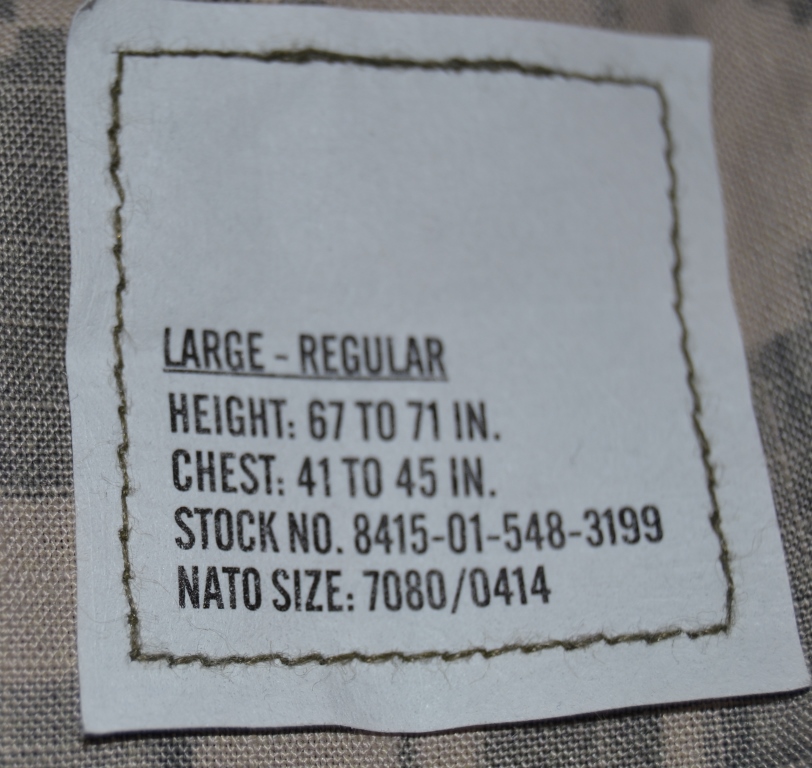 LARGE - REGULAR
HEIGHT: 67 TO 71 IN.
CHEST: 41 TO 45 IN.
STOCK NO. 8415-01-548-3199
NATO SIZE: 7080/0414